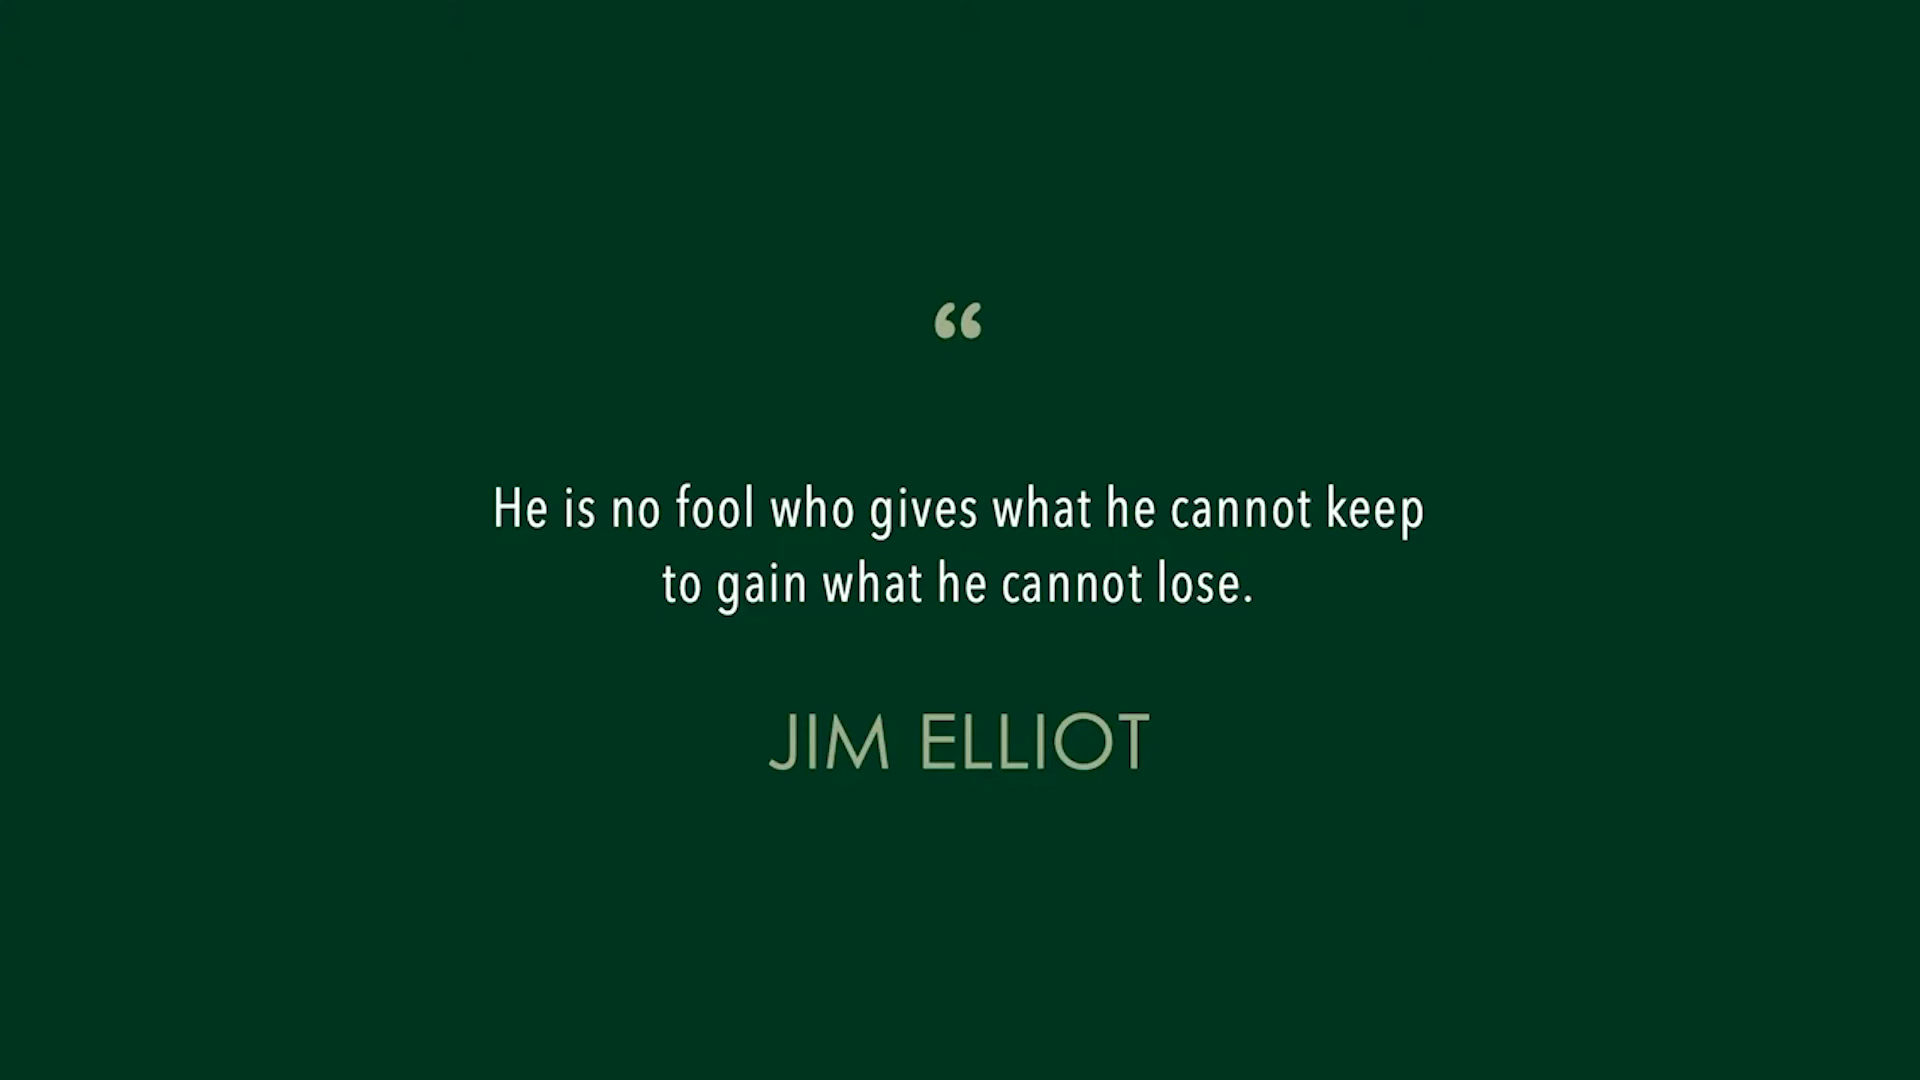 “
He is no fool who gives what he cannot keep
to gain what he cannot lose.
JIM ELLIOT